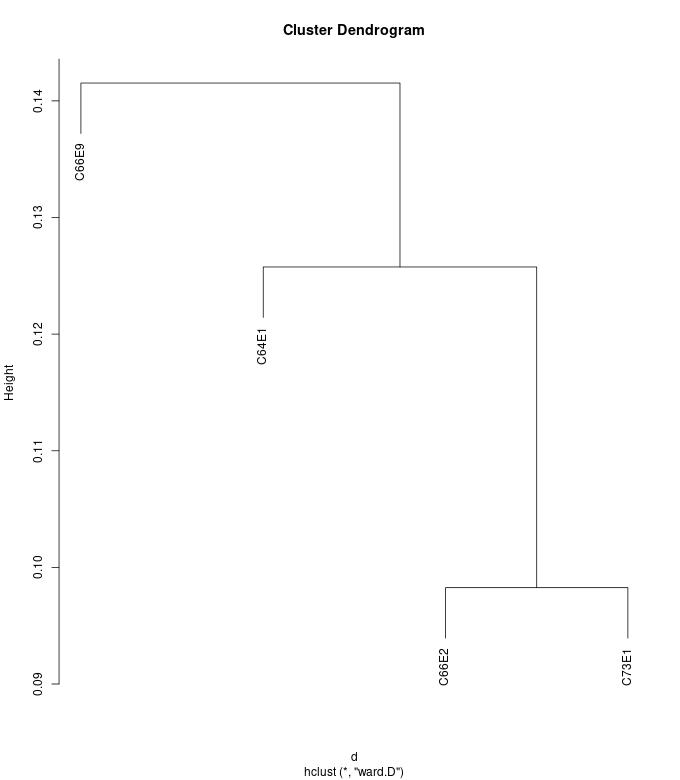 Cluster Dendrogram
Height
0.14
0.13
0.12
0.11
0.10
0.09
C66E9
C64E1
C66E2
C73E1
d
hclust (*, "ward.D")